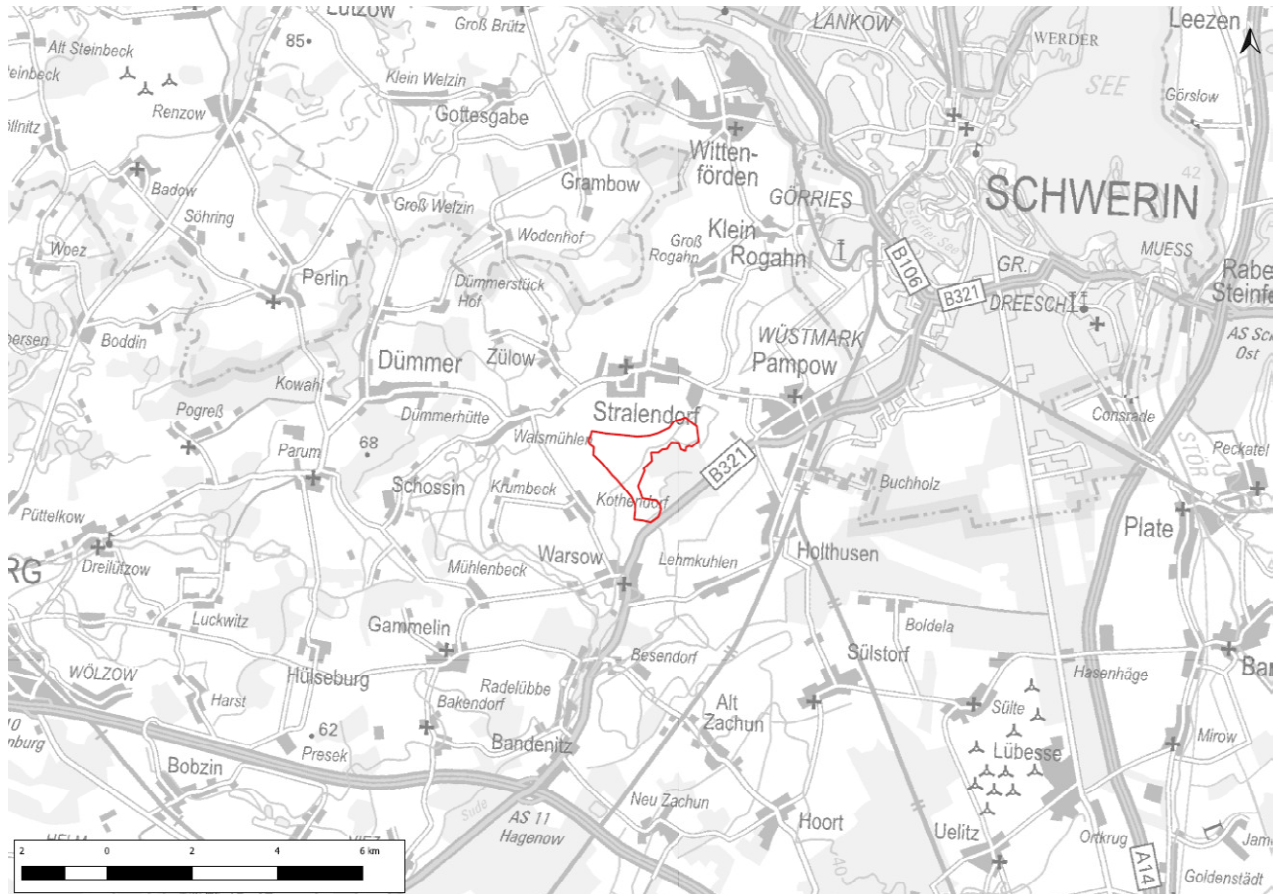 LÜTZOW
Groß Brütz
LANKOW
WERDER
Leezen
85
Alt Steinbeck
SEE
Klein Welzin
Görslow
Renzow
Gottesgabe
Witten-
förden
42
Badow
Grambow
GÖRRIES
SCHWERIN
Groß Welzin
Söhring
Klein
Rogahn
Groß
Rogahn
Wodenhof
MUESS
Woez
B106
GR.
Perlin
Dümmerstück
Hof
B321
DREESCH
Boddin
WÜSTMARK
Zülow
Dümmer
Pampow
Ost
Kowahl
Pogreß
Dümmerhütte
Stralendorf
Consrade
68
Walsmühlen
STÖR
Parum
B321
Peckatel
Schossin
Krumbeck
Buchholz
Kothendorf
Püttelkow
Plate
Warsow
Lehmkuhlen
Holthusen
Dreilützow
Mühlenbeck
Luckwitz
Gammelin
Boldela
Besendorf
Sülstorf
WÖLZOW
Hülseburg
Hasenhäge
Harst
Radelübbe
Bakendorf
Alt
Zachun
Sülte
62
Presek
Bandenitz
Lübesse
Mirow
Bobzin
Neu Zachun
Sude
AS 11
Hagenow
Hoort
Uelitz
Ortkrug
40
A14
Goldenstädt
2 0 2 4 6 km